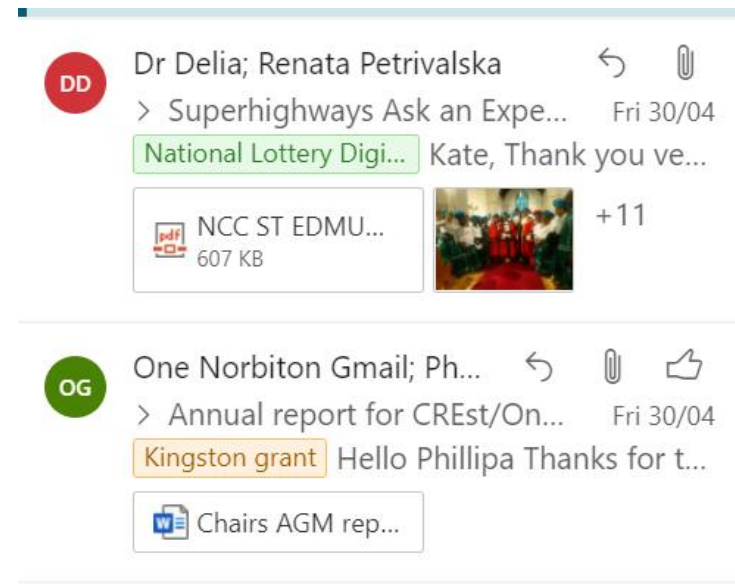 DD
Dr Delia; Renata Petrivalska
> Superhighways Ask an Expe... Fri 30/04
National Lottery Digi... Kate, Thank you ve...
pdf
NCC ST EDMU...
607 KB
+11
OG
One Norbiton Gmail; Ph...
> Annual report for CREst/On... Fri 30/04
Kingston grant Hello Phillipa Thanks for t...
W
Chairs AGM rep...